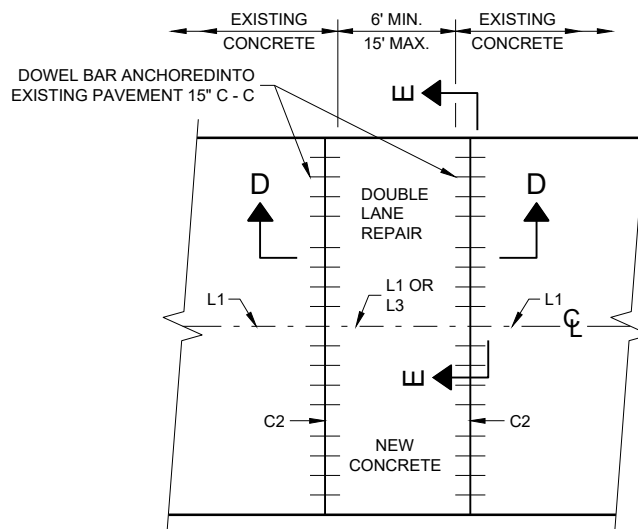 EXISTING
CONCRETE
6' MIN.
15' MAX.
EXISTING
CONCRETE
DOWEL BAR ANCHOREDINTO
EXISTING PAVEMENT 15" C - C
E
D
D
DOUBLE
LANE
REPAIR
L1
L1 OR
L3
L1
CL
E
C2
C2
NEW
CONCRETE